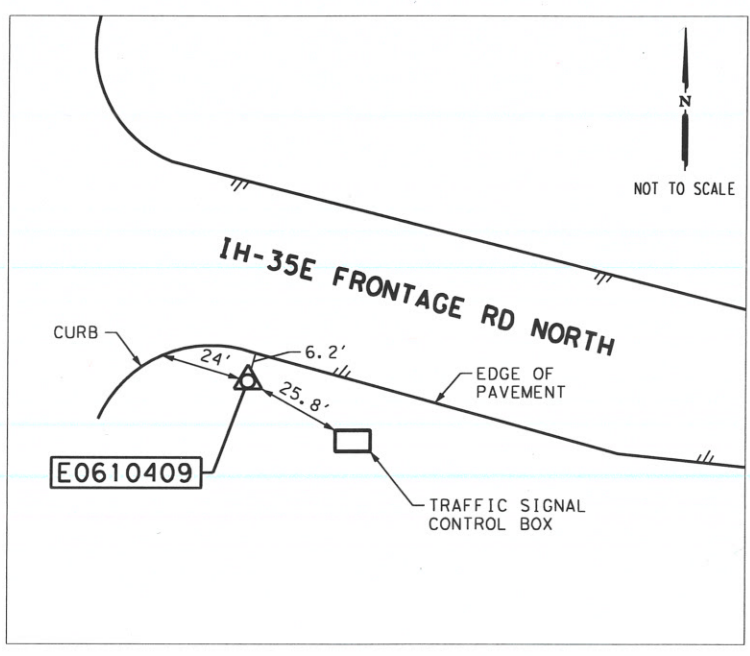 N
NOT TO SCALE
IH-35E FRONTAGE RD NORTH
CURB
24'
6.2'
25.8'
EDGE OF
PAVEMENT
E0610409
TRAFFIC SIGNAL
CONTROL BOX